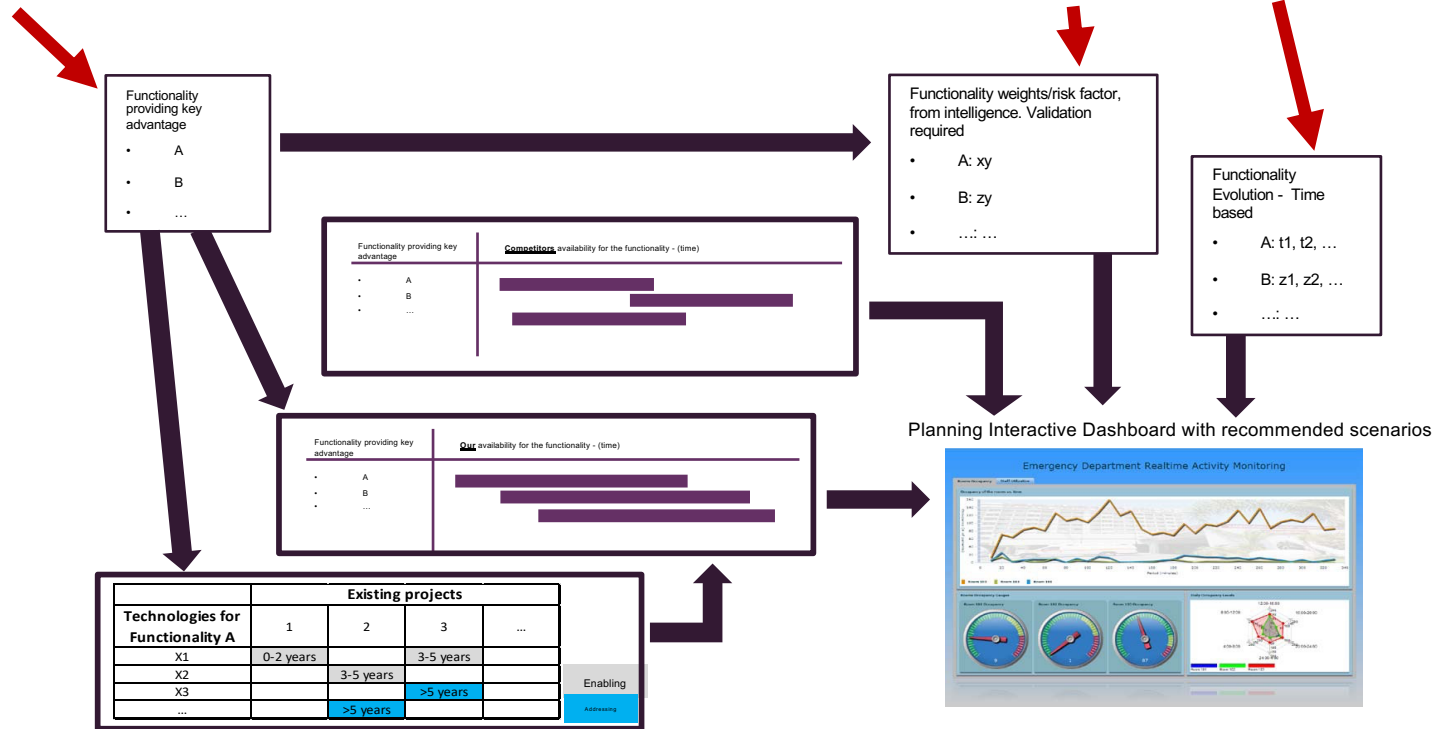 Functionality
providing key
advantage
• A
• B
• …
Functionality weights/risk factor,
from intelligence. Validation
required
• A: xy
• B: zy
• …: …
Functionality
Evolution - Time
based
• A: t1, t2, …
• B: z1, z2, …
• …: …
Functionality providing key
advantage
Competitors availability for the functionality - (time)
• A
• B
• …
Functionality providing key
advantage
Our availability for the functionality - (time)
• A
• B
• …
Existing projects
Technologies for
Functionality A
1 2 3 …
X1 0-2 years 3-5 years
X2 3-5 years
X3 >5 years
… >5 years
Enabling
Addressing
Planning Interactive Dashboard with recommended scenarios
Emergency Department Realtime Activity Monitoring